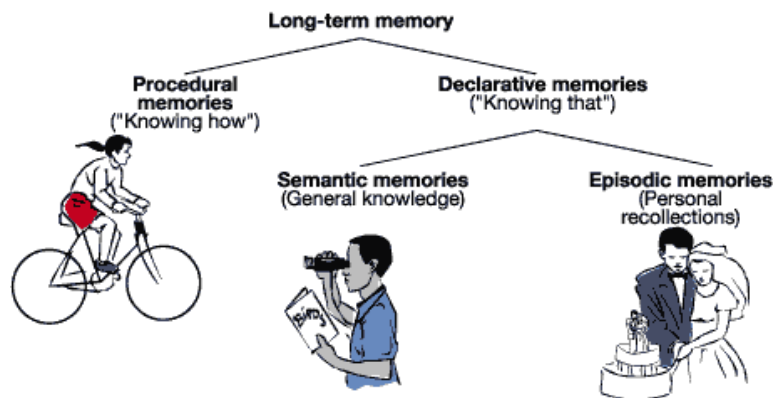 Long-term memory
Procedural
memories
("Knowing how")
Declarative memories
("Knowing that")
Semantic memories
(General knowledge)
Episodic memories
(Personal
recollections)
Birds